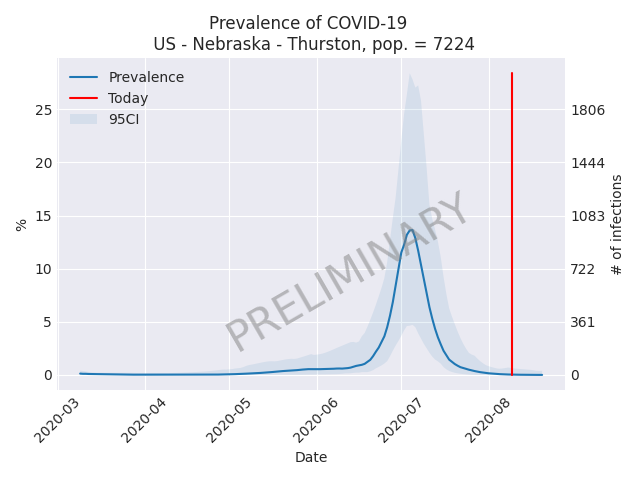 Prevalence of COVID-19
US - Nebraska - Thurston, pop. = 7224
Prevalence
Today
95CI
PRELIMINARY
25
20
15
10
5
0
%
1806
1444
1083
722
361
0
# of infections
2020-03
2020-04
2020-05
2020-06
2020-07
2020-08
Date